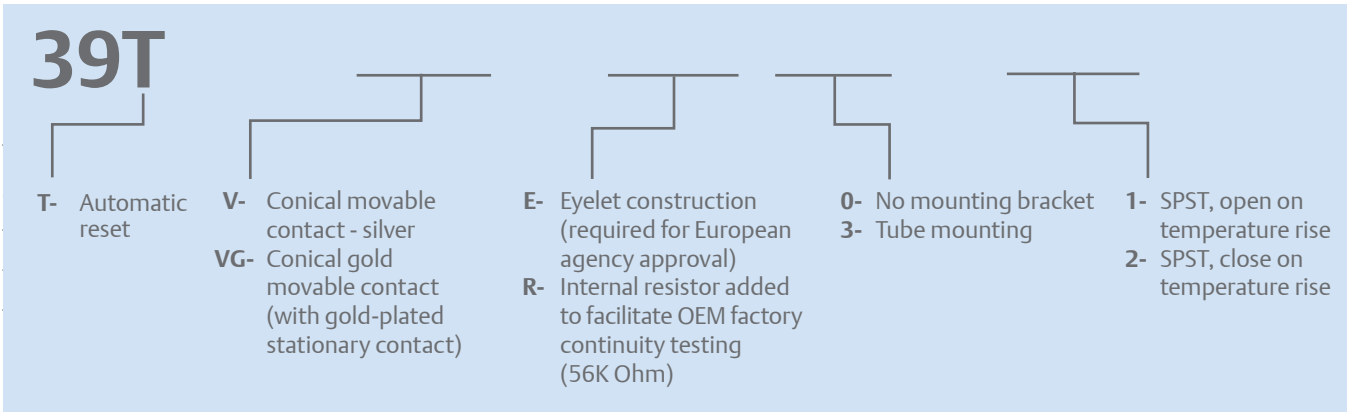 39T
T- Automatic
reset
V- Conical movable
contact - silver
VG- Conical gold
movable contact
(with gold-plated
stationary contact)
E- Eyelet construction
(required for European
agency approval)
R- Internal resistor added
to facilitate OEM factory
continuity testing
(56K Ohm)
0- No mounting bracket
3- Tube mounting
1- SPST, open on
temperature rise
2- SPST, close on
temperature rise